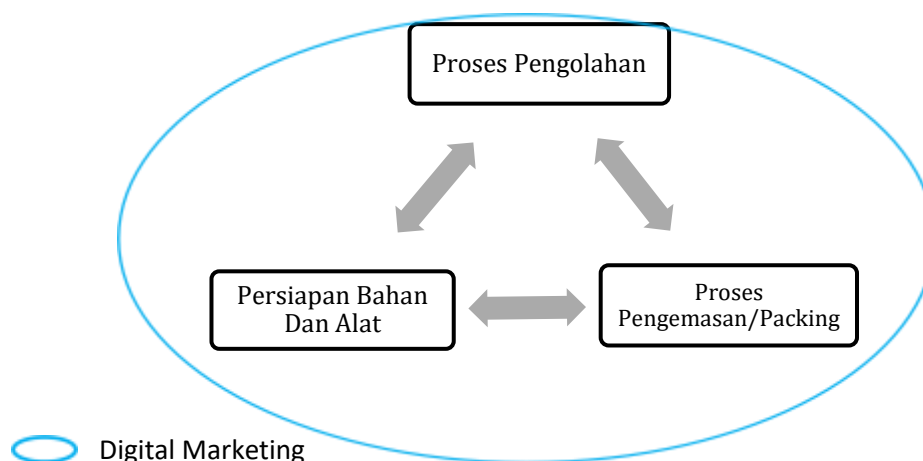 Proses Pengolahan
Persiapan Bahan
Dan Alat
Proses
Pengemasan/Packing
Digital Marketing